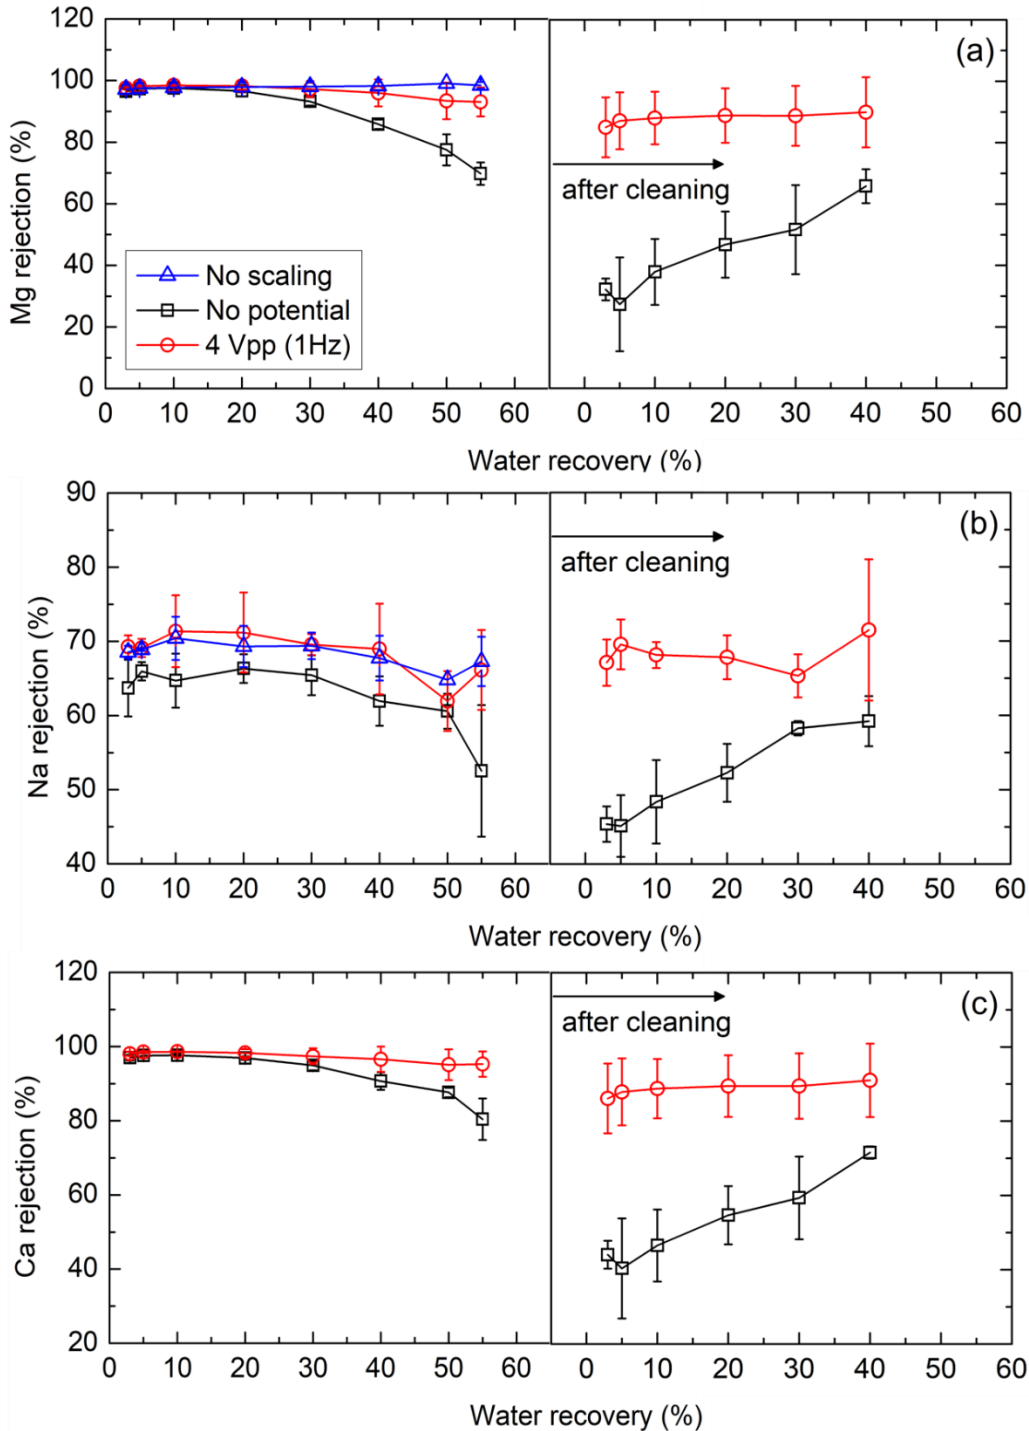 120
100
80
60
40
20
0
Mg rejection (%)
No scaling
No potential
4 Vpp (1Hz)
(a)
after cleaning
0 10 20 30 40 50 60
0 10 20 30 40 50 60
Water recovery (%)
90
80
70
60
50
40
Na rejection (%)
(b)
after cleaning
0 10 20 30 40 50 60
0 10 20 30 40 50 60
Water recovery (%)
120
100
80
60
40
20
Ca rejection (%)
(c)
after cleaning
0 10 20 30 40 50 60
0 10 20 30 40 50 60
Water recovery (%)